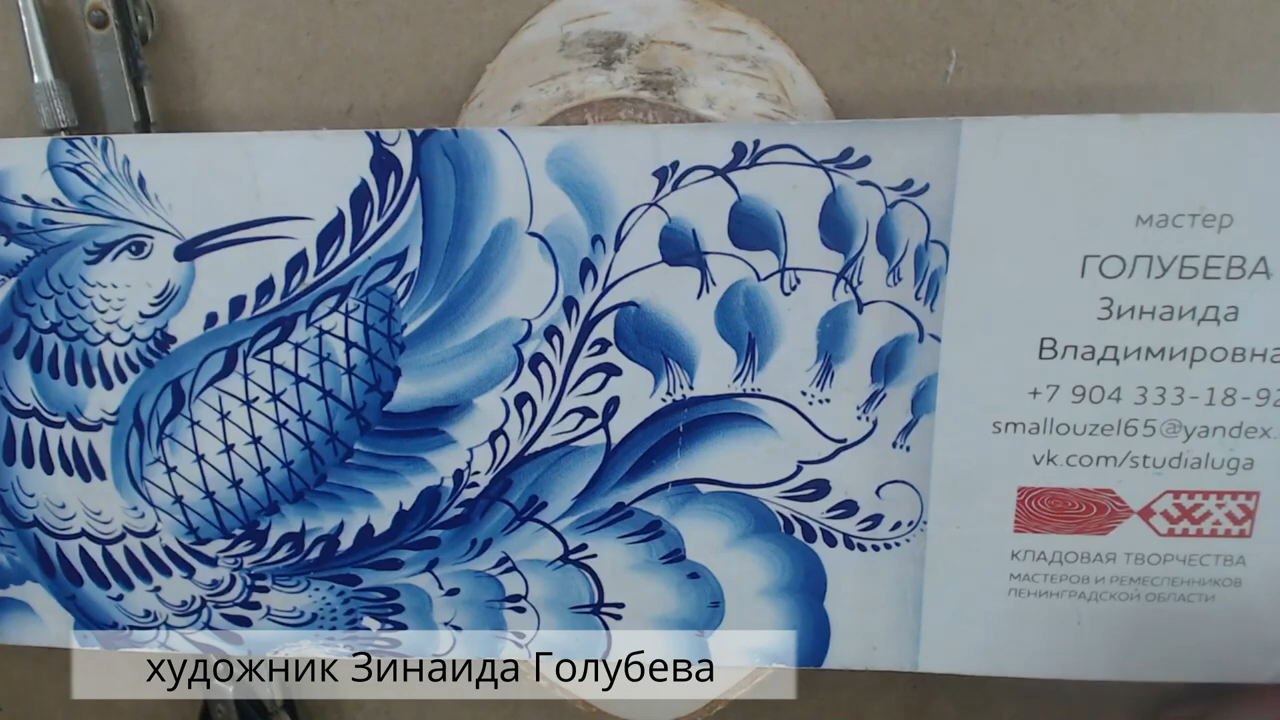 мастер
ГОЛУБЕВА
Зинаида
Владимировна
+7 904 333-18-92
smallouzel65@yandex.
vk.com/studialuga
КЛАДОВАЯ ТВОРЧЕСТВА
МАСТЕРОВ И РЕМЕСЛЕННИКОВ
ЛЕНИНГРАДСКОЙ ОБЛАСТИ
художник Зинаида Голубева